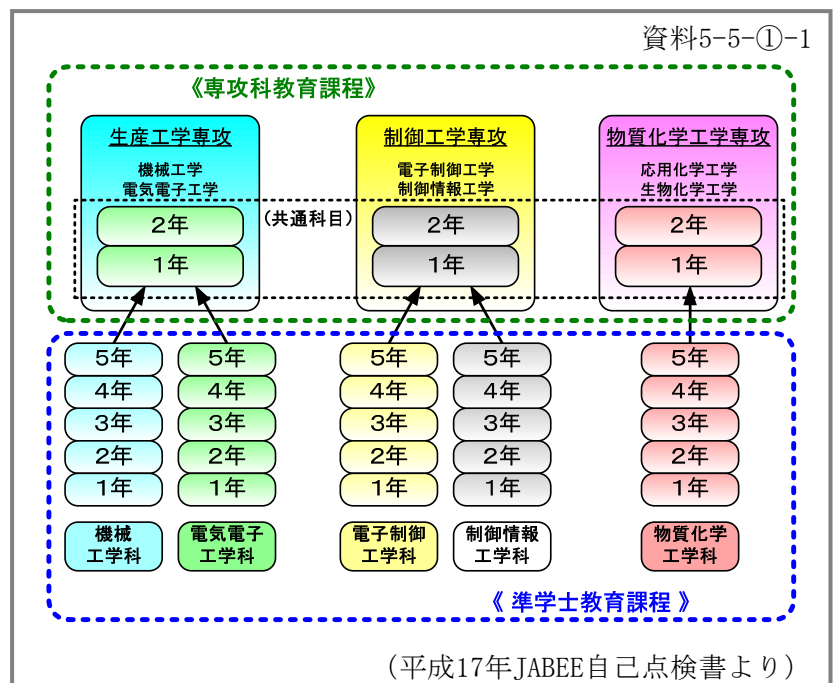 資料5-5-①-1
《専攻科教育課程》
生産工学専攻
機械工学
電気電子工学
2年
1年
(共通科目)
制御工学専攻
電子制御工学
制御情報工学
2年
1年
物質化学工学専攻
応用化学工学
生物化学工学
2年
1年
5年
4年
3年
2年
1年
機械
工学科
5年
4年
3年
2年
1年
電気電子
工学科
5年
4年
3年
2年
1年
電子制御
工学科
5年
4年
3年
2年
1年
制御情報
工学科
5年
4年
3年
2年
1年
物質化学
工学科
《 準学士教育課程 》
(平成17年JABEE自己点検書より)